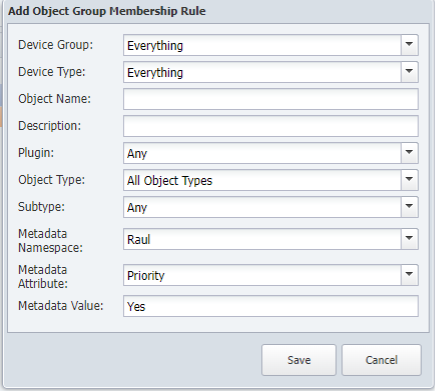 Add Object Group Membership Rule
Device Group: Everything
Device Type: Everything
Object Name:
Description:
Plugin: Any
Object Type: All Object Types
Subtype: Any
Metadata
Namespace: Raul
Metadata
Attribute: Priority
Metadata Value: Yes
Save Cancel